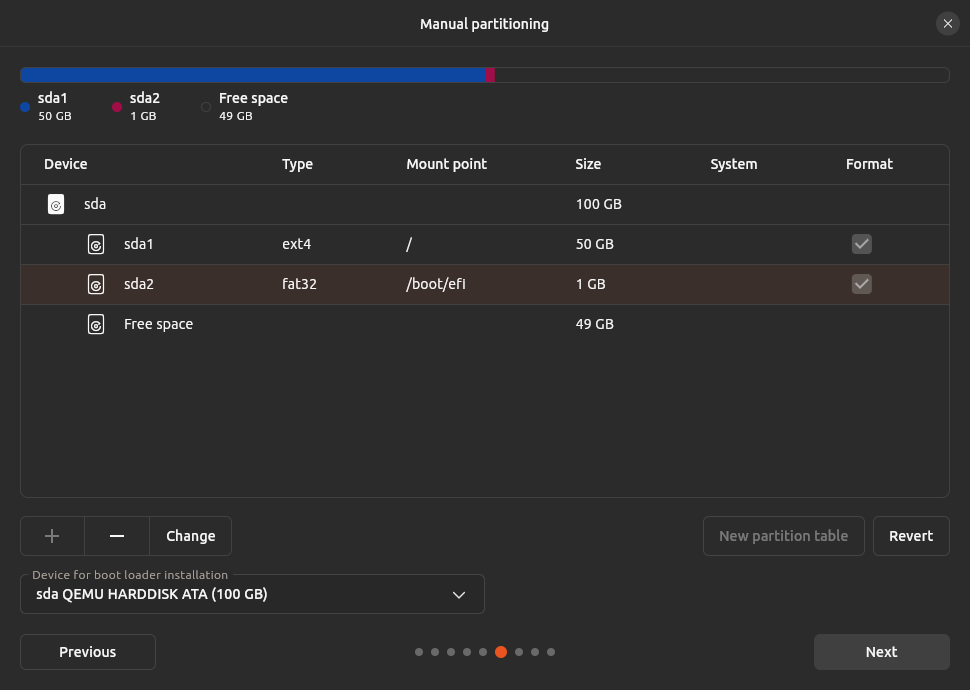 Manual partitioning
sda1 sda2 Free space
50 GB 1 GB 49 GB
Device Type Mount point Size System Format
sda 100 GB
sda1 ext4 / 50 GB
sda2 fat32 /boot/efi 1 GB
Free space 49 GB
Change New partition table Revert
Device for boot loader installation
sda QEMU HARDDISK ATA (100 GB)
Previous Next